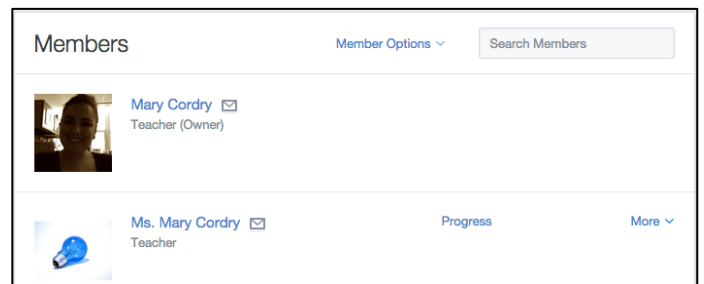 Members
Member Options
Search Members
Mary Cordry
Teacher (Owner)
Ms. Mary Cordry
Progress
More
Teacher